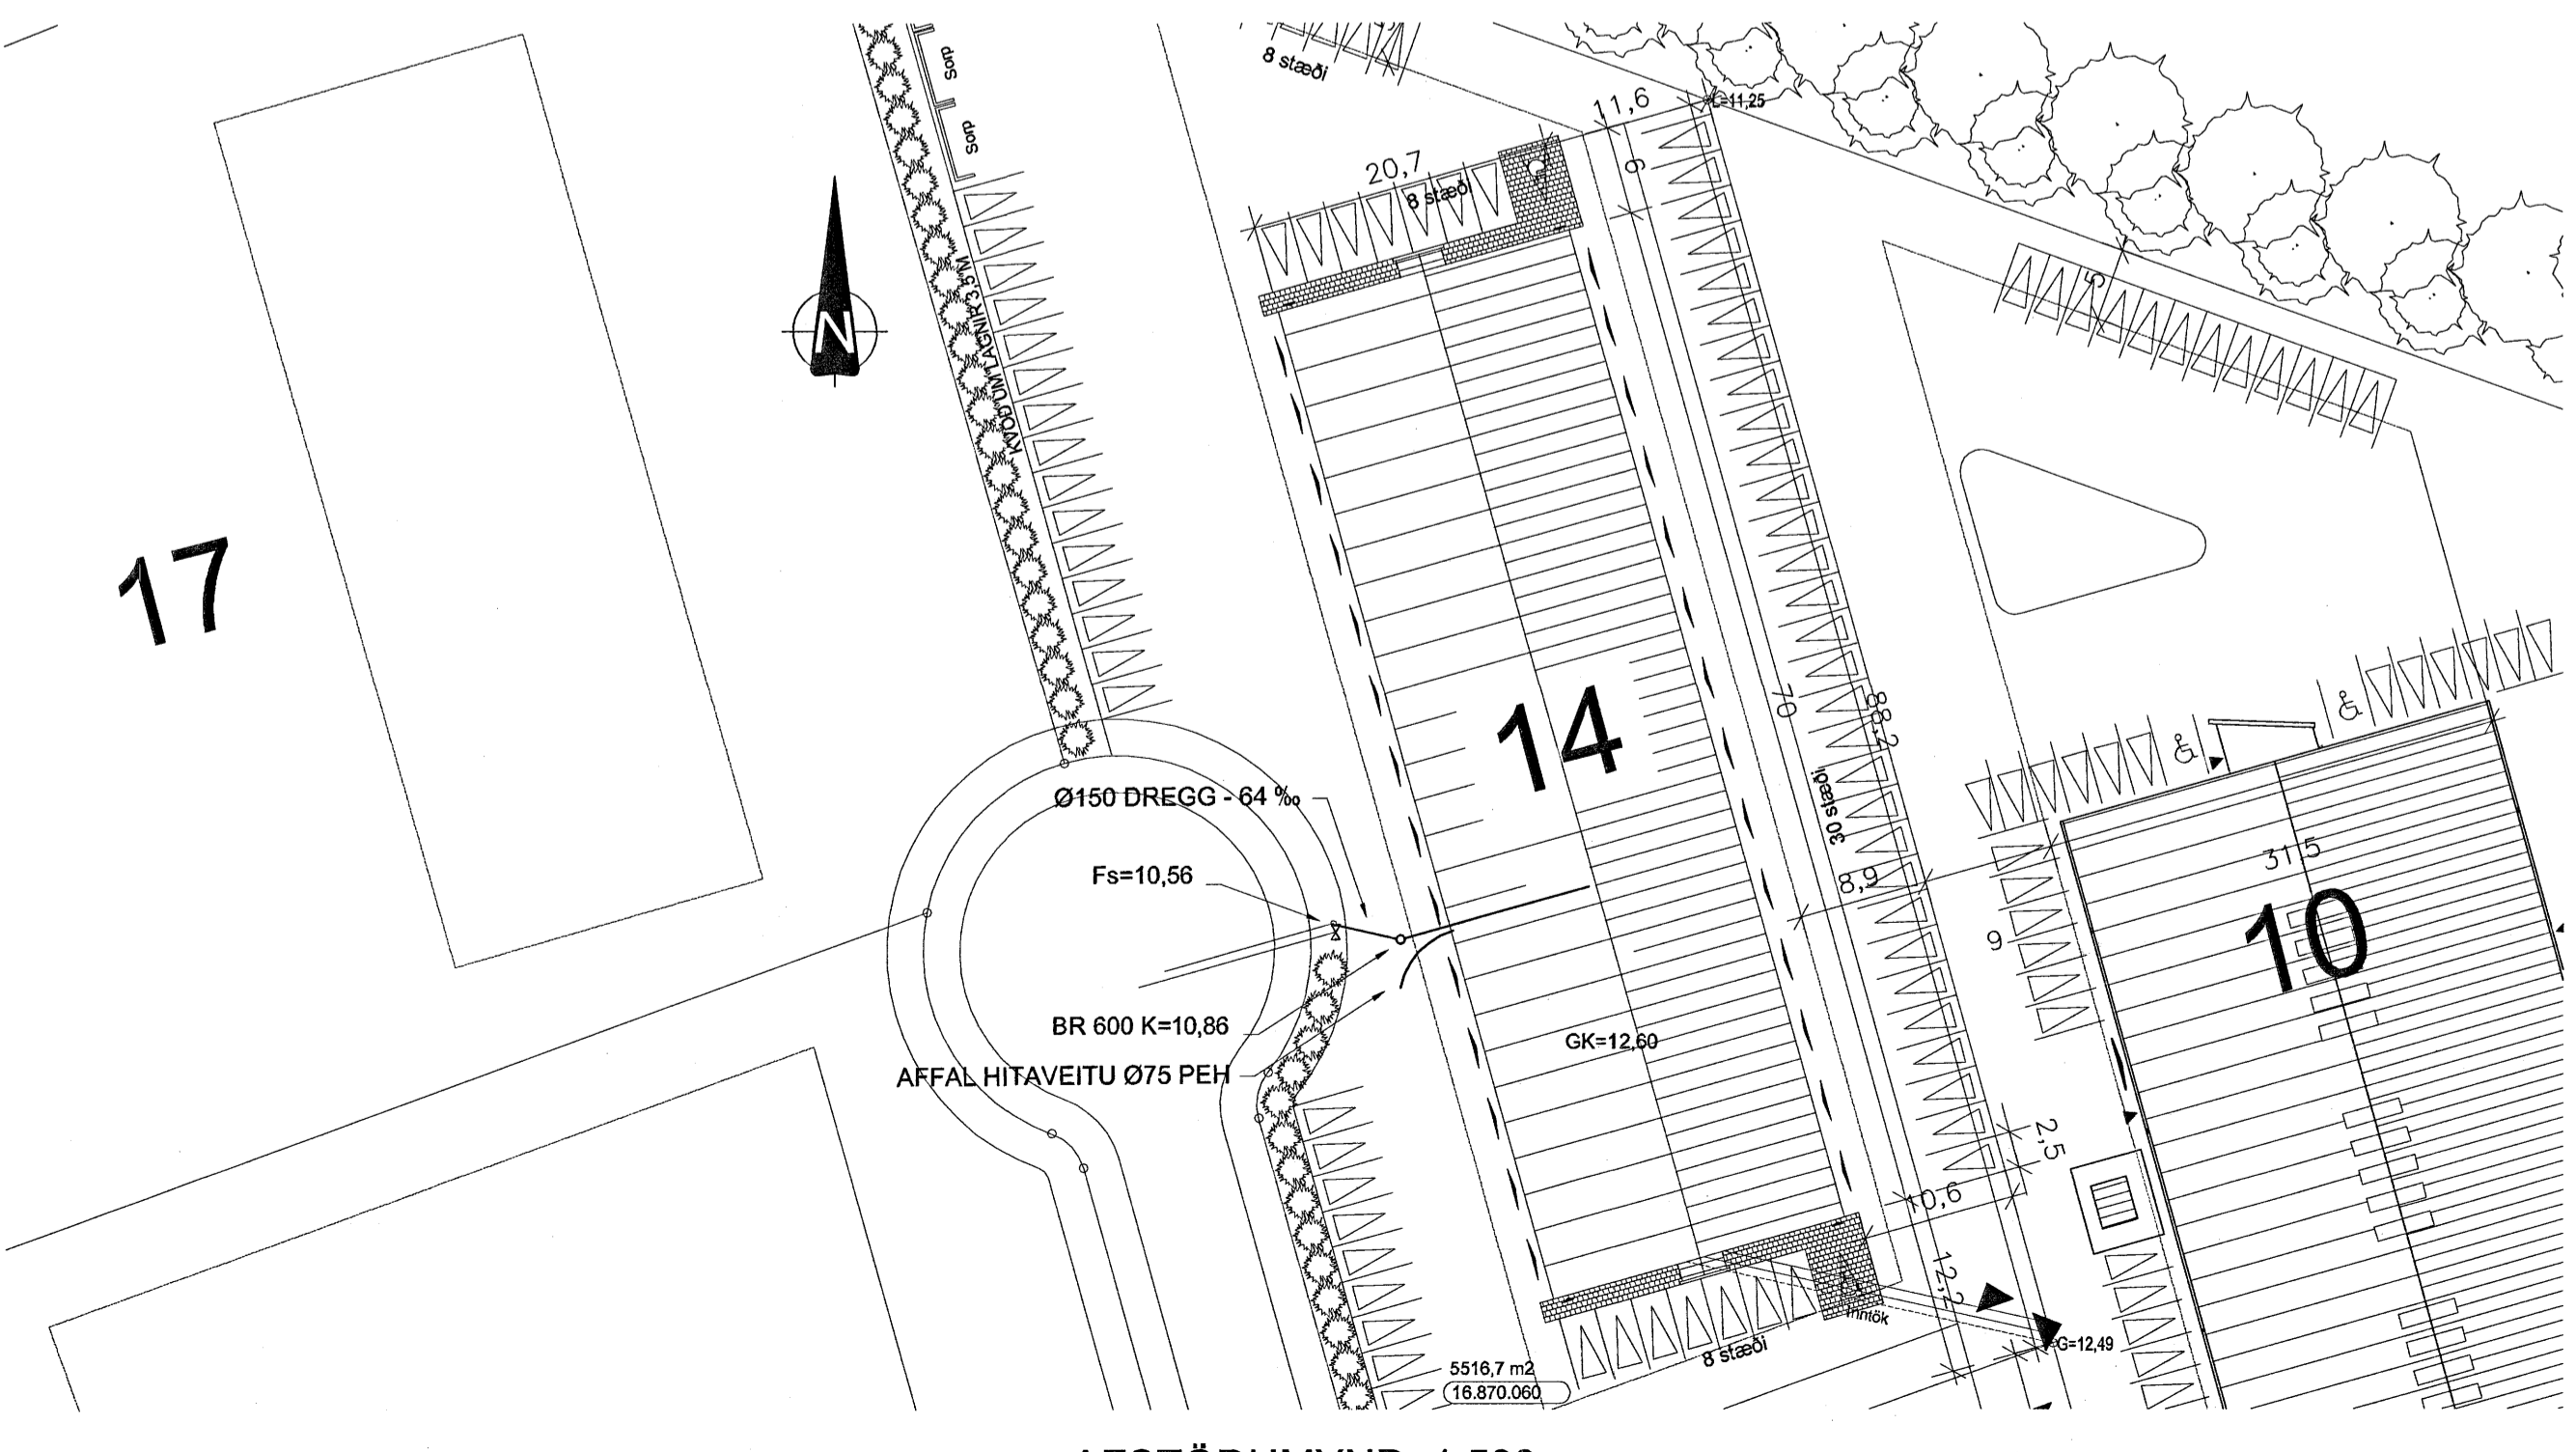 Sorp
Sorp
8 stæði
11,6
G=11,25
20,7
8 stæði
9
5
N
KVÖÐ UM LAGNIR 3,5 M
17
14
70
88,2
30 stæði
Ø150 DREGG - 64 ‰
Fs=10,56
8,9
31,5
10
9
BR 600 K=10,86
GK=12,60
AFFAL HITAVEITU Ø75 PEH
2,5
10,6
12,2
Inntök
G=12,49
8 stæði
5516,7 m2
16.870.060